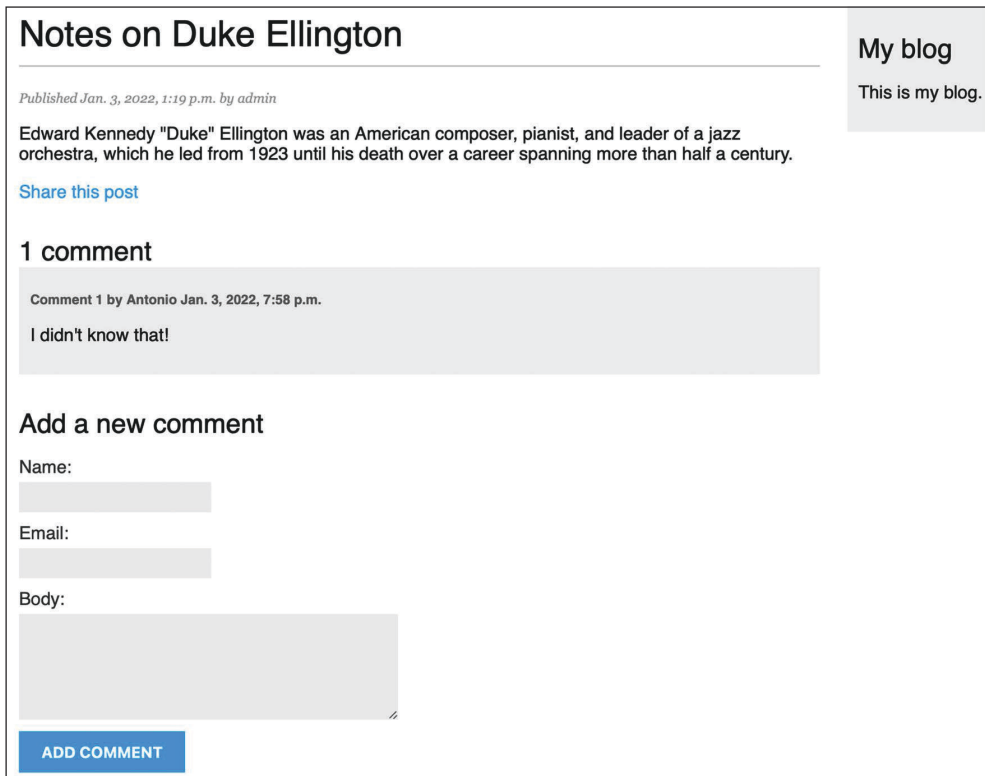 Notes on Duke Ellington
Published Jan. 3, 2022, 1:19 p.m. by admin
Edward Kennedy "Duke" Ellington was an American composer, pianist, and leader of a jazz
orchestra, which he led from 1923 until his death over a career spanning more than half a century.
Share this post
1 comment
Comment 1 by Antonio Jan. 3, 2022, 7:58 p.m.
I didn't know that!
Add a new comment
Name:
Email:
Body:
ADD COMMENT
My blog
This is my blog.